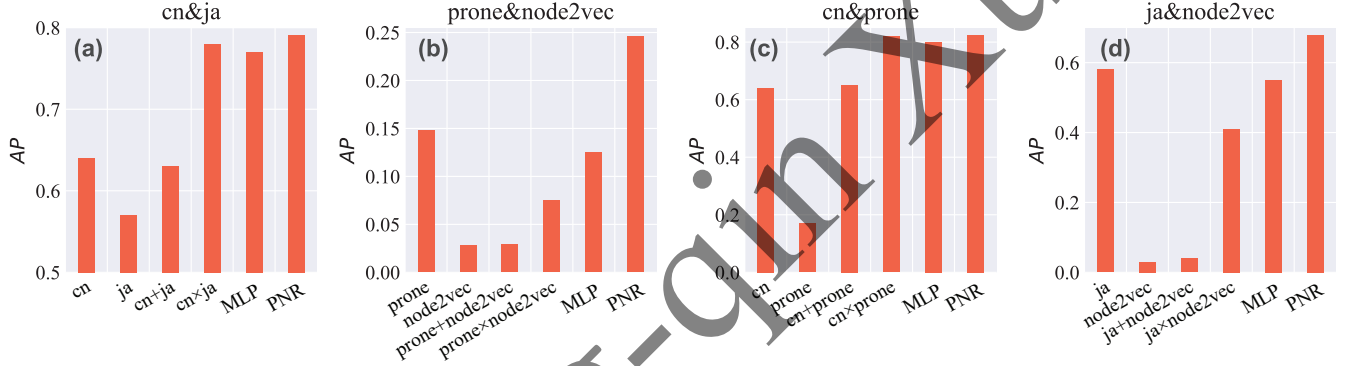 cn&ja
(a)
AP
0.8
0.7
0.6
0.5
cn
ja
cn+ja
cn×ja
MLP
PNR
prone&node2vec
(b)
AP
0.25
0.20
0.15
0.10
0.05
0.00
prone
node2vec
prone+node2vec
prone×node2vec
MLP
PNR
cn&prone
(c)
AP
0.8
0.6
0.4
0.2
0.0
cn
prone
cn+prone
cn×prone
MLP
PNR
ja&node2vec
(d)
AP
0.6
0.4
0.2
0.0
ja
node2vec
ja+node2vec
ja×node2vec
MLP
PNR
-qin